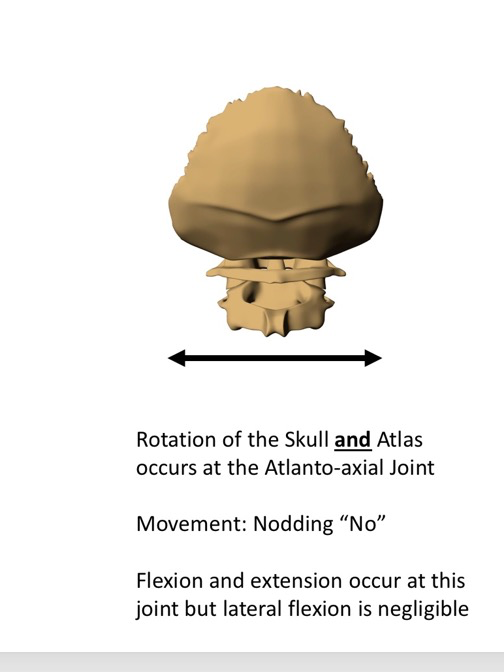 Rotation of the Skull and Atlas
occurs at the Atlanto-axial Joint
Movement: Nodding “No”
Flexion and extension occur at this
joint but lateral flexion is negligible